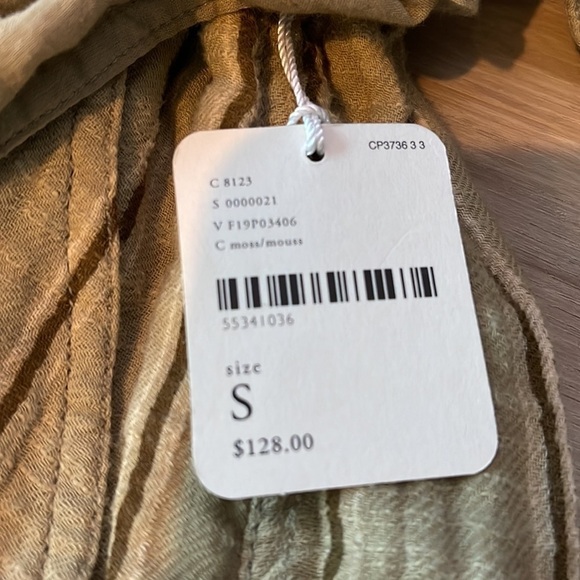 CP3736 3 3
C 8123
S 0000021
V F19P03406
C moss/mouss
55341036
size
S
$128.00